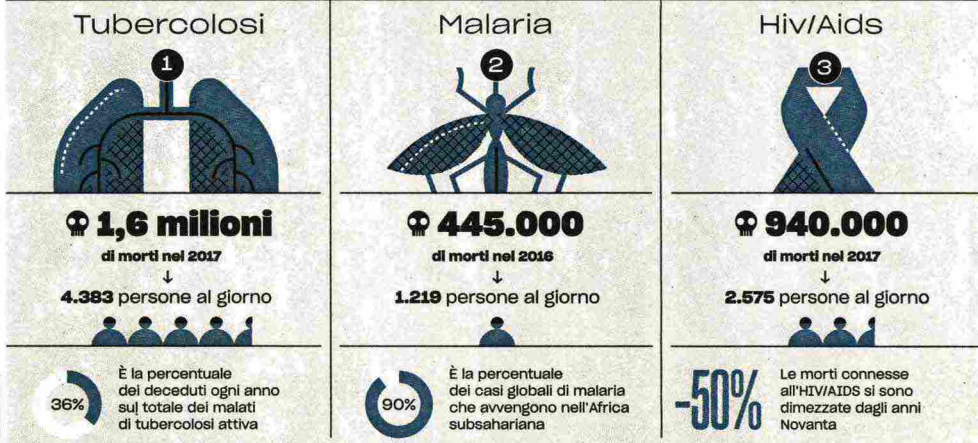 Tubercolosi
1
1,6 milioni
di morti nel 2017
4.383 persone al giorno
36%
È la percentuale
dei deceduti ogni anno
sul totale dei malati
di tubercolosi attiva
Malaria
2
445.000
di morti nel 2016
1.219 persone al giorno
90%
È la percentuale
dei casi globali di malaria
che avvengono nell'Africa
subsahariana
Hiv/Aids
3
940.000
di morti nel 2017
2.575 persone al giorno
-50%
Le morti connesse
all'HIV/AIDS si sono
dimezzate dagli anni
Novanta